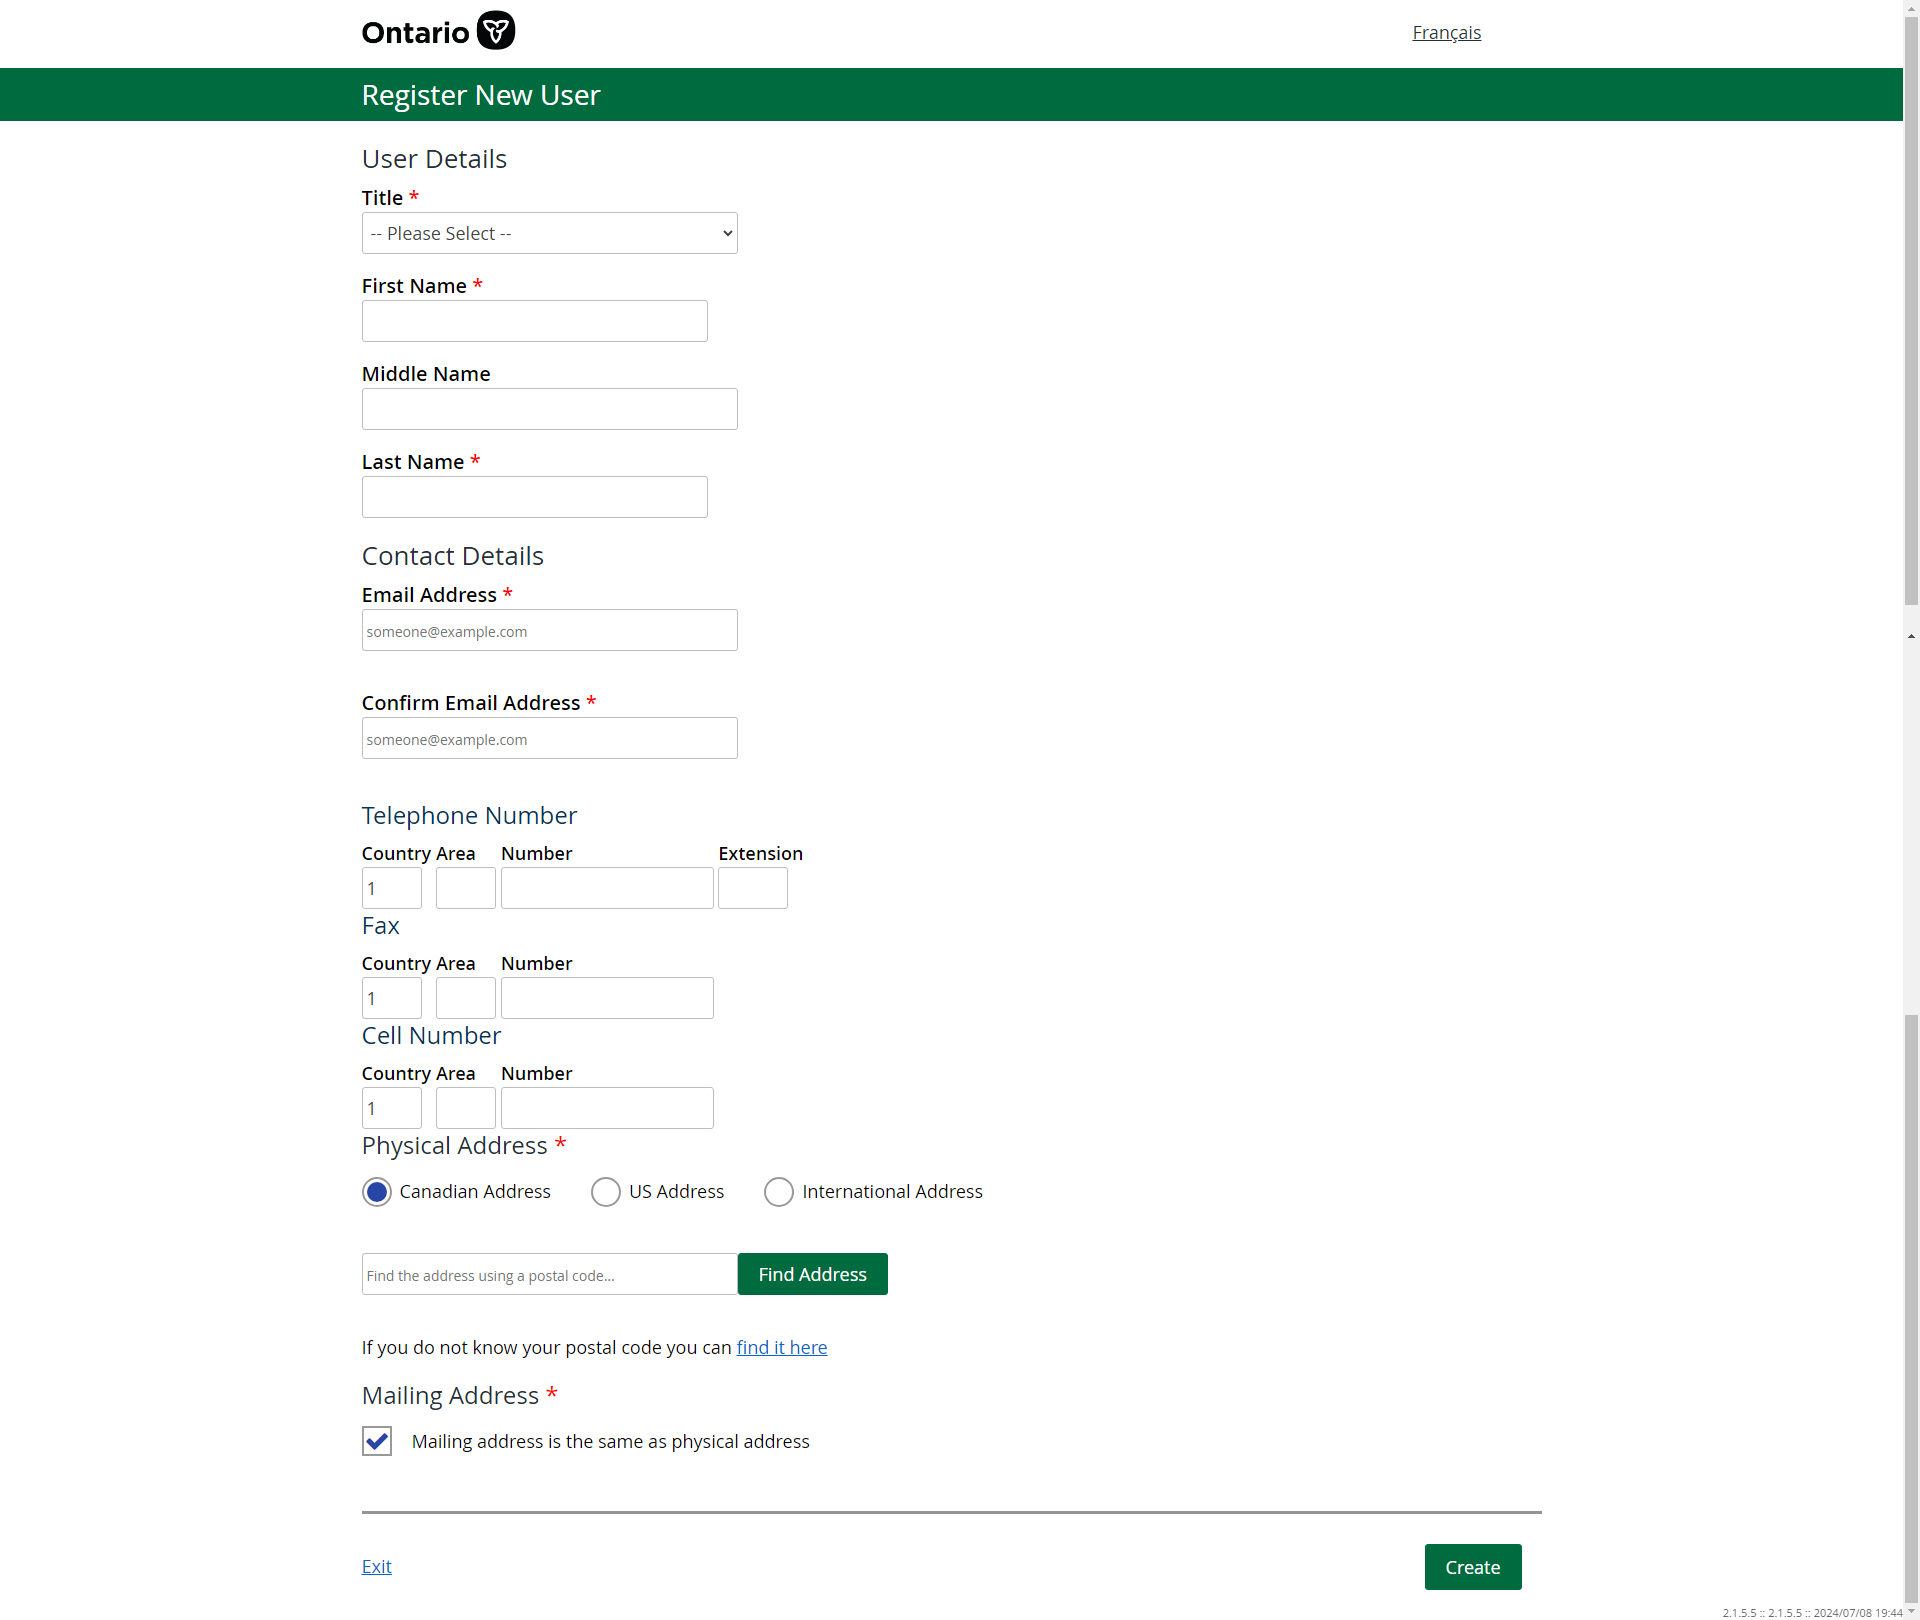 Ontario
Français
Register New User
User Details
Title *
-- Please Select --
First Name *
Middle Name
Last Name *
Contact Details
Email Address *
someone@example.com
Confirm Email Address *
someone@example.com
Telephone Number
Country Area Number Extension
1
Fax
Country Area Number
1
Cell Number
Country Area Number
1
Physical Address *
Canadian Address US Address International Address
Find the address using a postal code... Find Address
If you do not know your postal code you can find it here
Mailing Address *
Mailing address is the same as physical address
Exit Create
2.1.5.5 :: 2.1.5.5 :: 2024/07/08 19:44